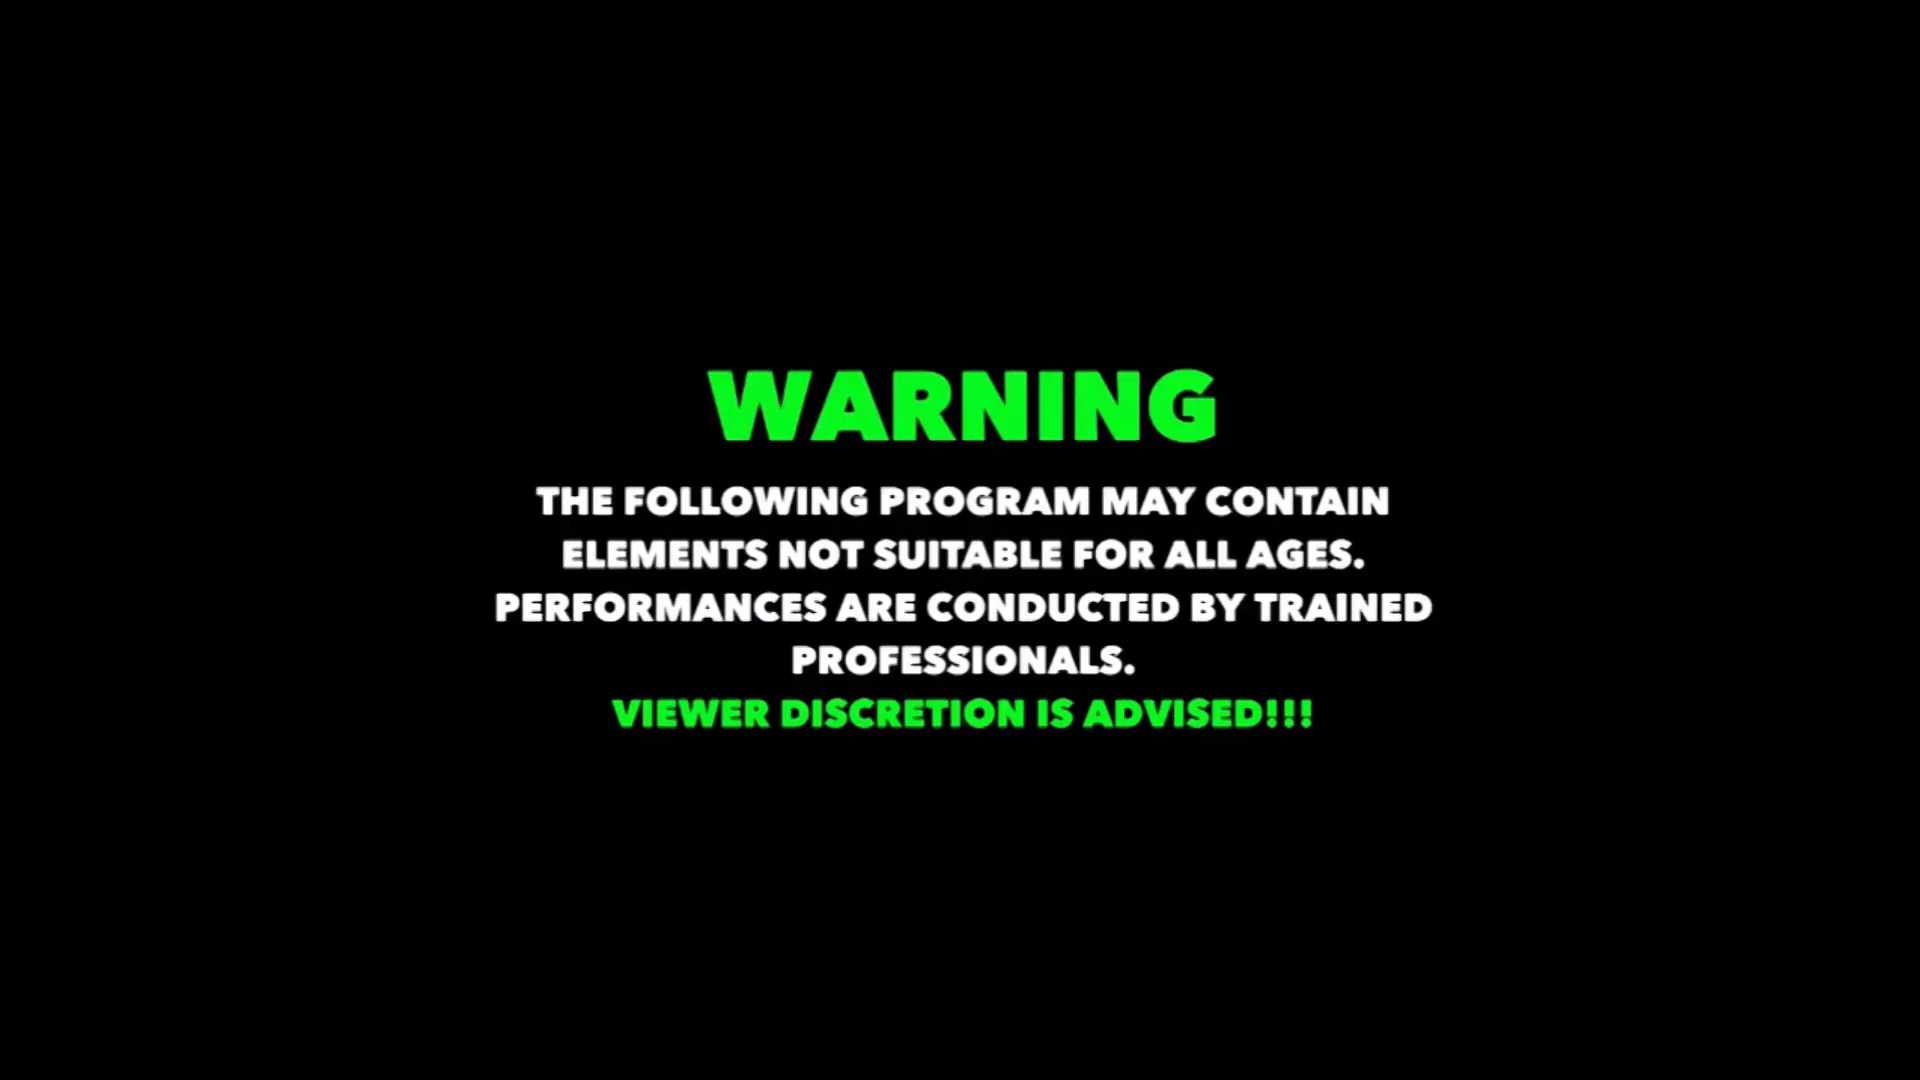 WARNING
THE FOLLOWING PROGRAM MAY CONTAIN
ELEMENTS NOT SUITABLE FOR ALL AGES.
PERFORMANCES ARE CONDUCTED BY TRAINED
PROFESSIONALS.
VIEWER DISCRETION IS ADVISED!!!